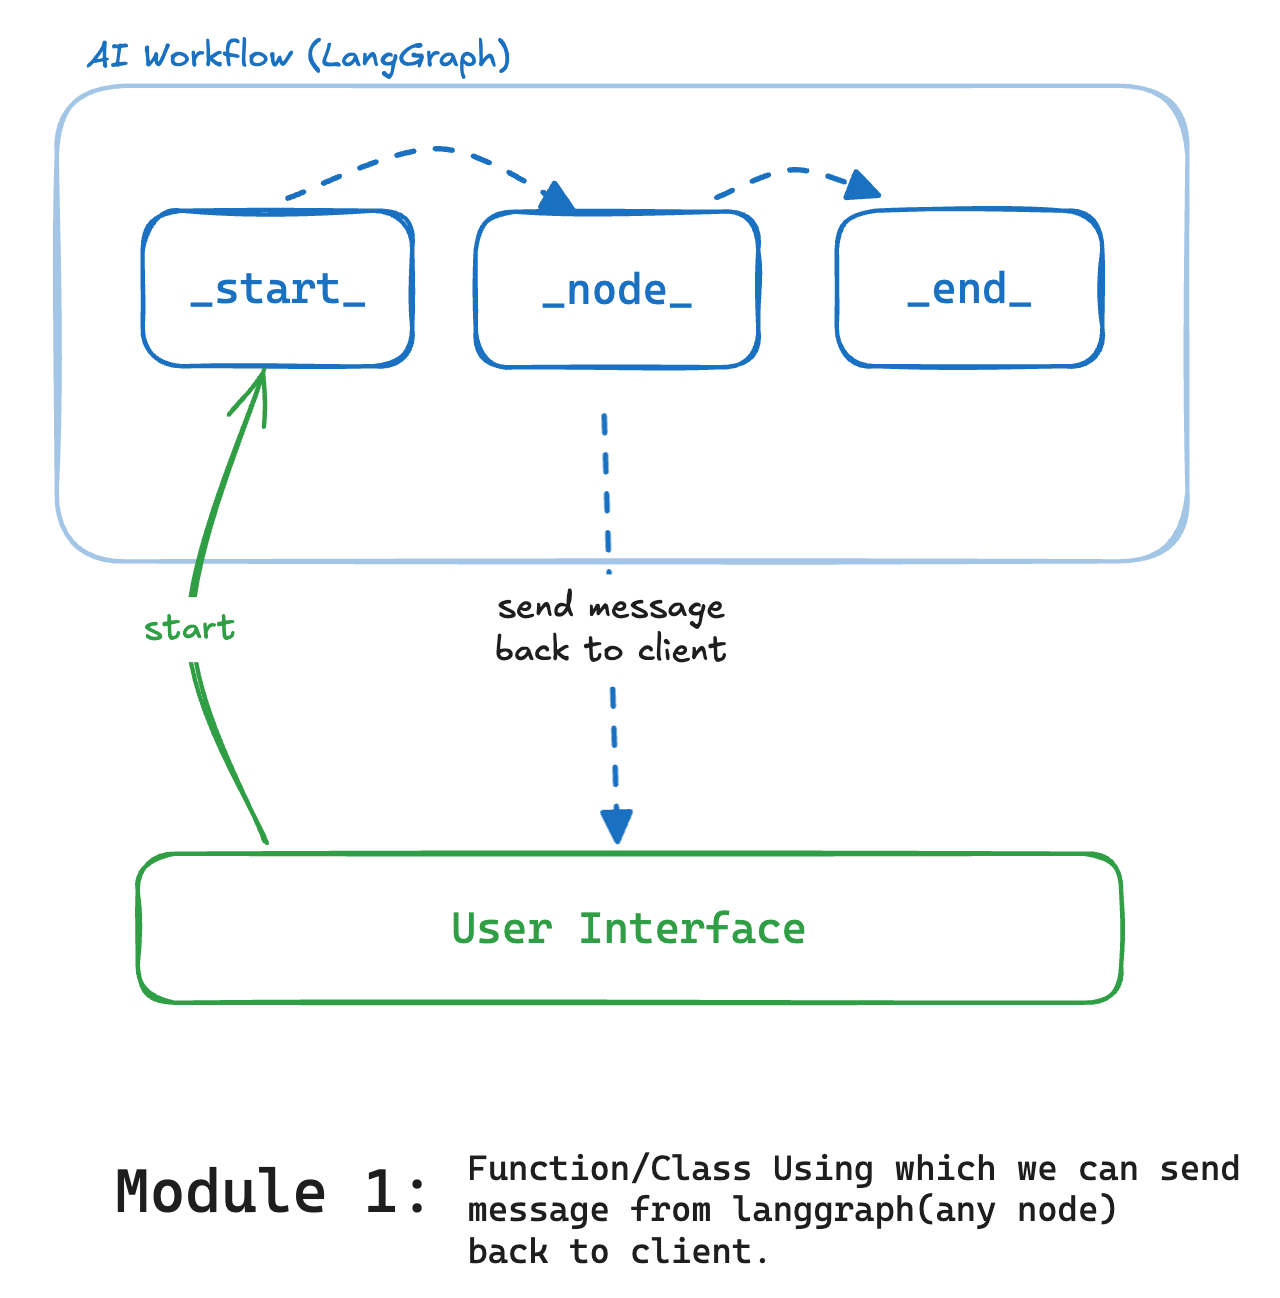 AI Workflow (LangGraph)
_start_
_node_
_end_
start
send message
back to client
User Interface
Module 1:
Function/Class Using which we can send
message from langgraph(any node)
back to client.